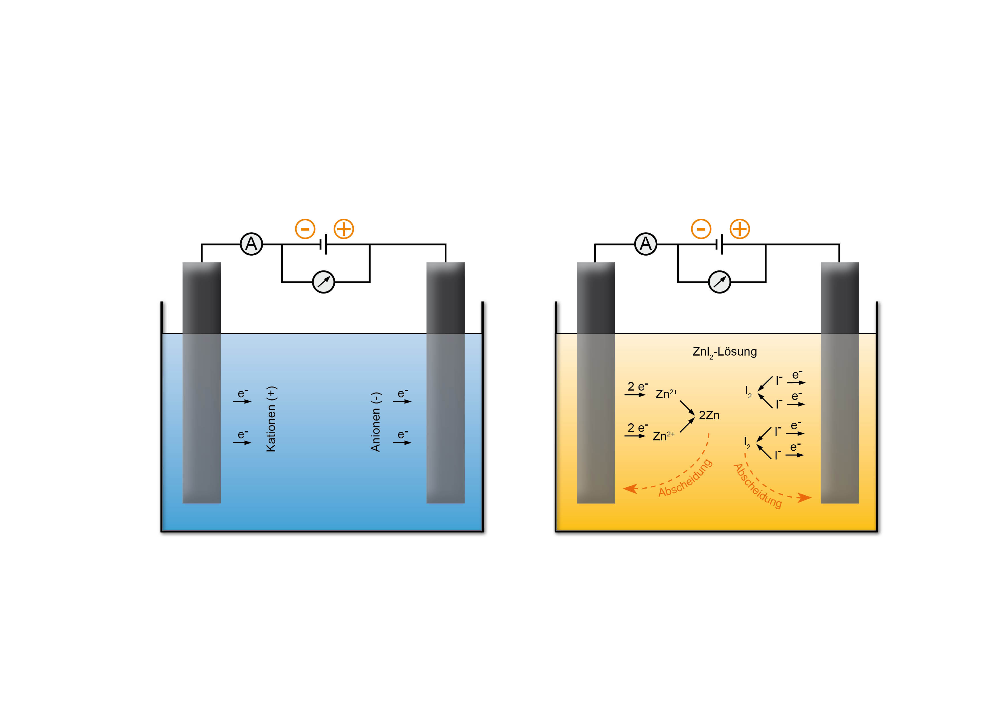 - +
A
e-
Kationen (+)
e-
Anionen (-)
e-
e-
- +
A
ZnI2-Lösung
2 e-
Zn2+
2Zn
2 e-
Zn2+
Abscheidung
I2
I- e-
I- e-
I2
I- e-
I- e-
Abscheidung